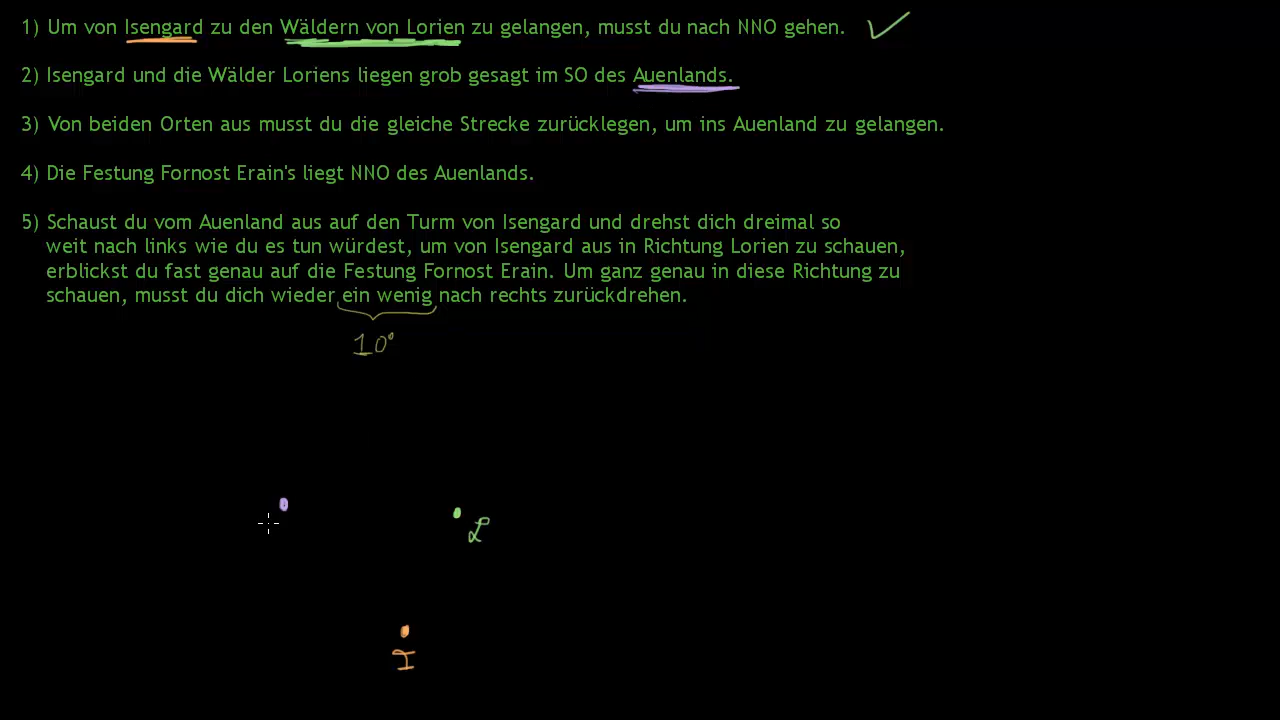 1) Um von Isengard zu den Wäldern von Lorien zu gelangen, musst du nach NNO gehen.
2) Isengard und die Wälder Loriens liegen grob gesagt im SO des Auenlands.
3) Von beiden Orten aus musst du die gleiche Strecke zurücklegen, um ins Auenland zu gelangen.
4) Die Festung Fornost Erain's liegt NNO des Auenlands.
5) Schaust du vom Auenland aus auf den Turm von Isengard und drehst dich dreimal so
weit nach links wie du es tun würdest, um von Isengard aus in Richtung Lorien zu schauen,
erblickst du fast genau auf die Festung Fornost Erain. Um ganz genau in diese Richtung zu
schauen, musst du dich wieder ein wenig nach rechts zurückdrehen.
10°
L
I